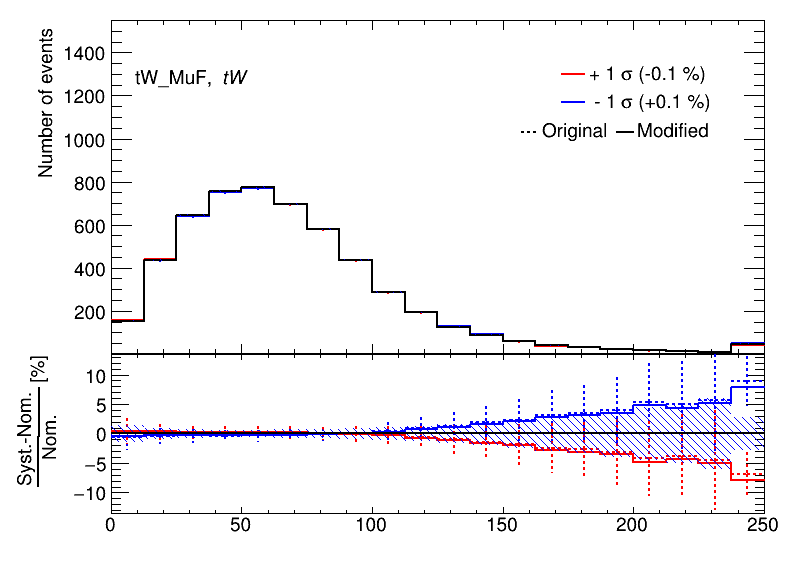 Number of events
1400
1200
1000
800
600
400
200
tW_MuF, tW
+ 1 σ (-0.1 %)
- 1 σ (+0.1 %)
Original Modified
Syst.-Nom. [%]
Nom.
10
5
0
−5
−10
0 50 100 150 200 250